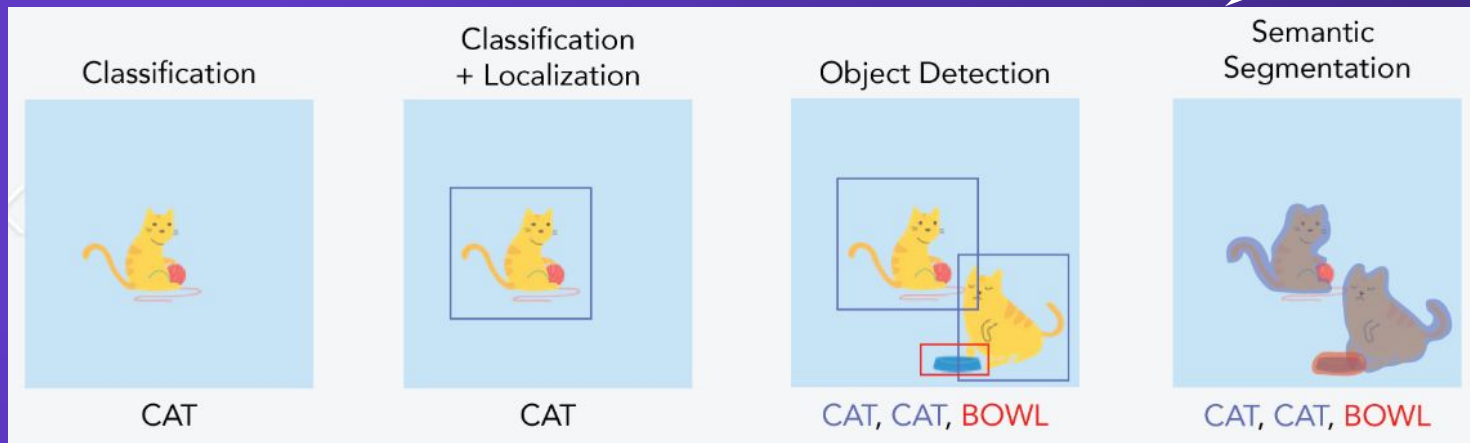 Classification
CAT
Classification
+ Localization
CAT
Object Detection
CAT, CAT, BOWL
Semantic
Segmentation
CAT, CAT, BOWL